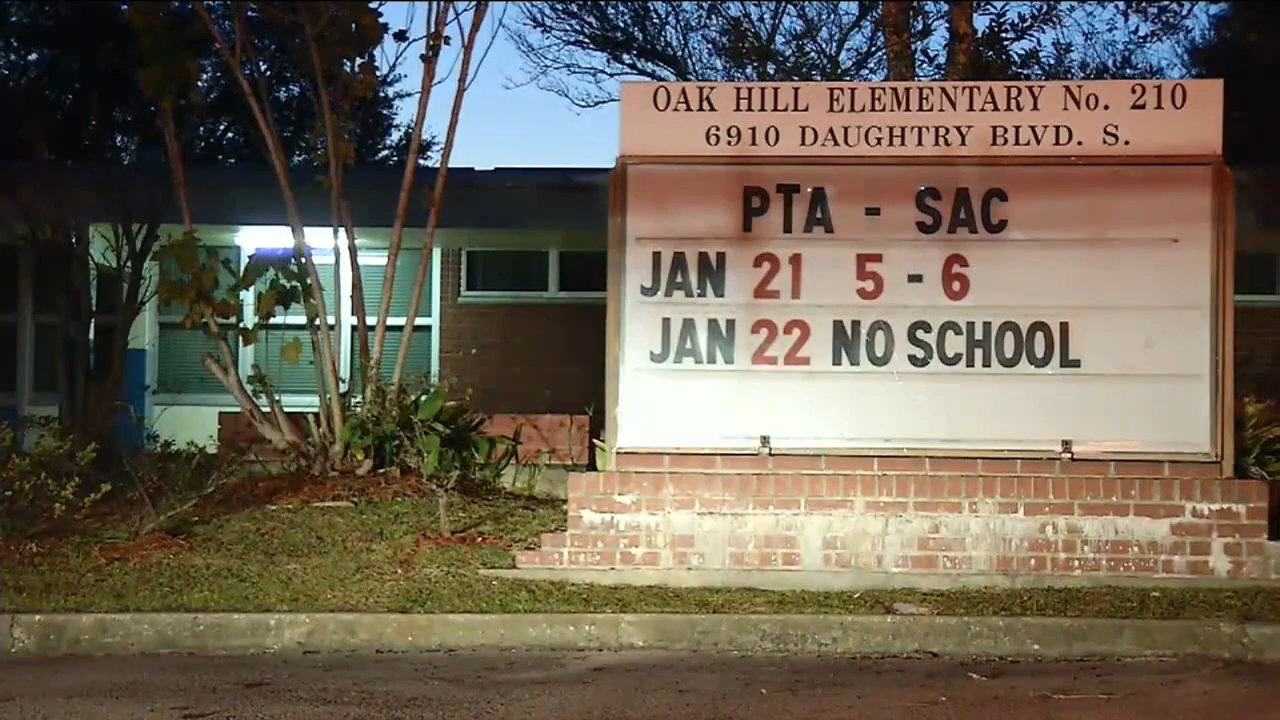 OAK HILL ELEMENTARY No. 210
6910 DAUGHTRY BLVD. S.
PTA - SAC
JAN 21 5 - 6
JAN 22 NO SCHOOL